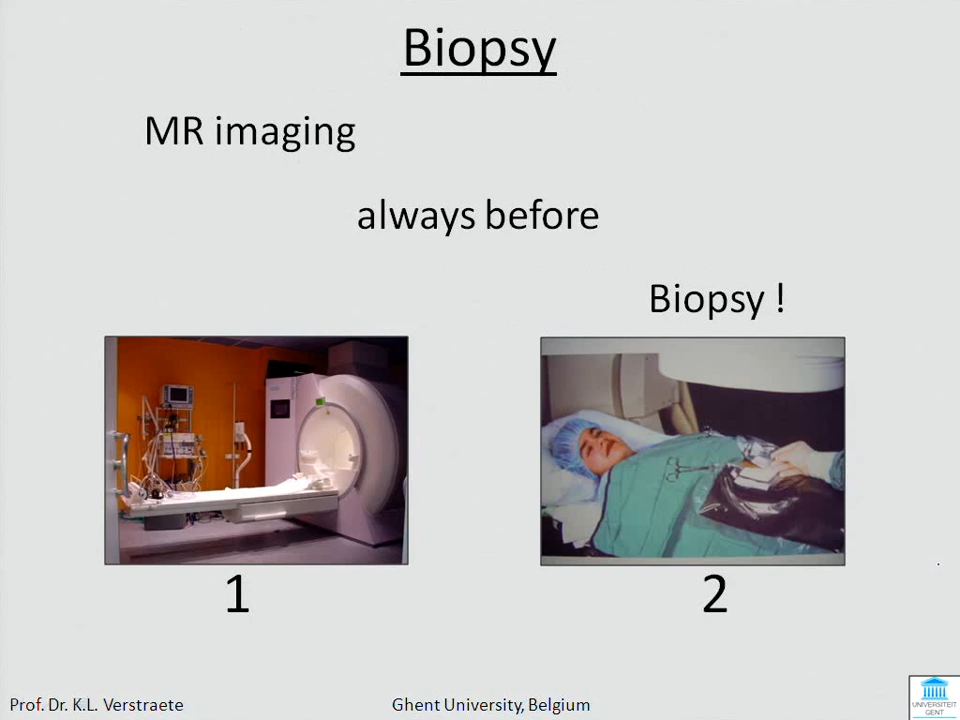 Biopsy
MR imaging
always before
Biopsy !
1
2
Prof. Dr. K.L. Verstraete
Ghent University, Belgium
UNIVERSITEIT
GENT